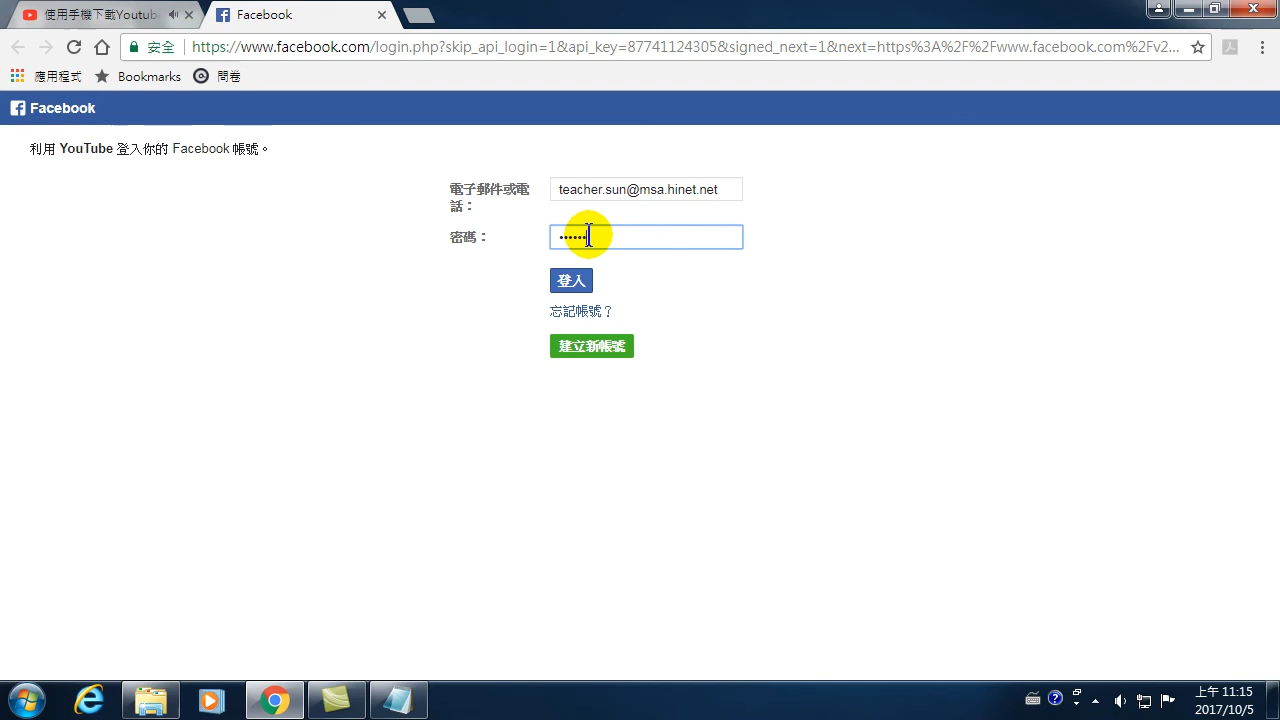 使用手機下載Youtub
Facebook
安全
https://www.facebook.com/login.php?skip_api_login=1&api_key=87741124305&signed_next=1&next=https%3A%2F%2Fwww.facebook.com%2Fv2...
應用程式
Bookmarks
問卷
Facebook
利用 YouTube 登入你的 Facebook 帳號。
電子郵件或電
話：
teacher.sun@msa.hinet.net
密碼：
••••••
登入
忘記帳號？
建立新帳號
上午 11:15
2017/10/5